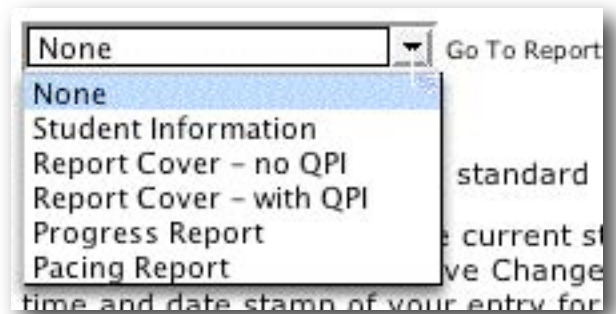 None Go To Report
None
Student Information
Report Cover – no QPI
Report Cover – with QPI standard
Progress Report current st
Pacing Report ve Change
time and date stamp of your entry for